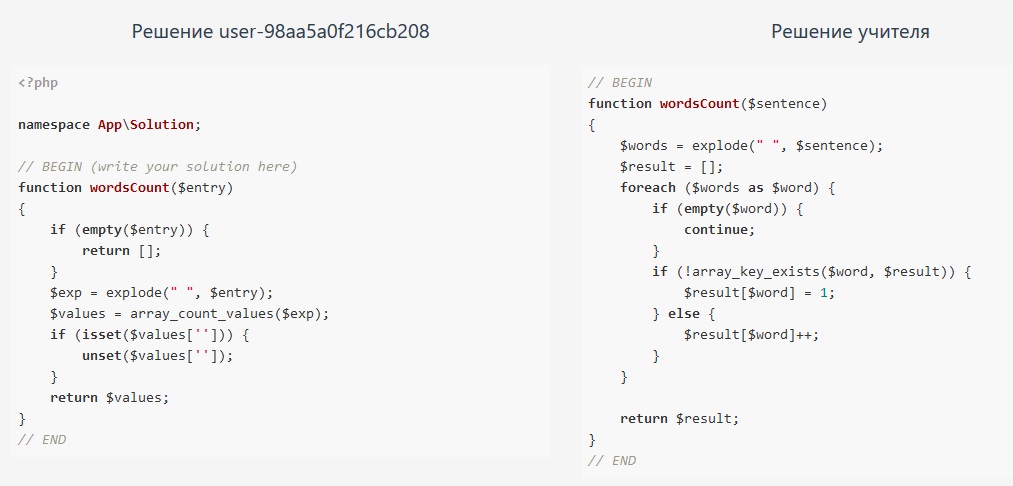 Решение user-98aa5a0f216cb208
<?php
namespace App\Solution;
// BEGIN (write your solution here)
function wordsCount($entry)
{
    if (empty($entry)) {
        return [];
    }
    $exp = explode(" ", $entry);
    $values = array_count_values($exp);
    if (isset($values[''])) {
        unset($values['']);
    }
    return $values;
}
// END
Решение учителя
// BEGIN
function wordsCount($sentence)
{
    $words = explode(" ", $sentence);
    $result = [];
    foreach ($words as $word) {
        if (empty($word)) {
            continue;
        }
        if (!array_key_exists($word, $result)) {
            $result[$word] = 1;
        } else {
            $result[$word]++;
        }
    }
    return $result;
}
// END